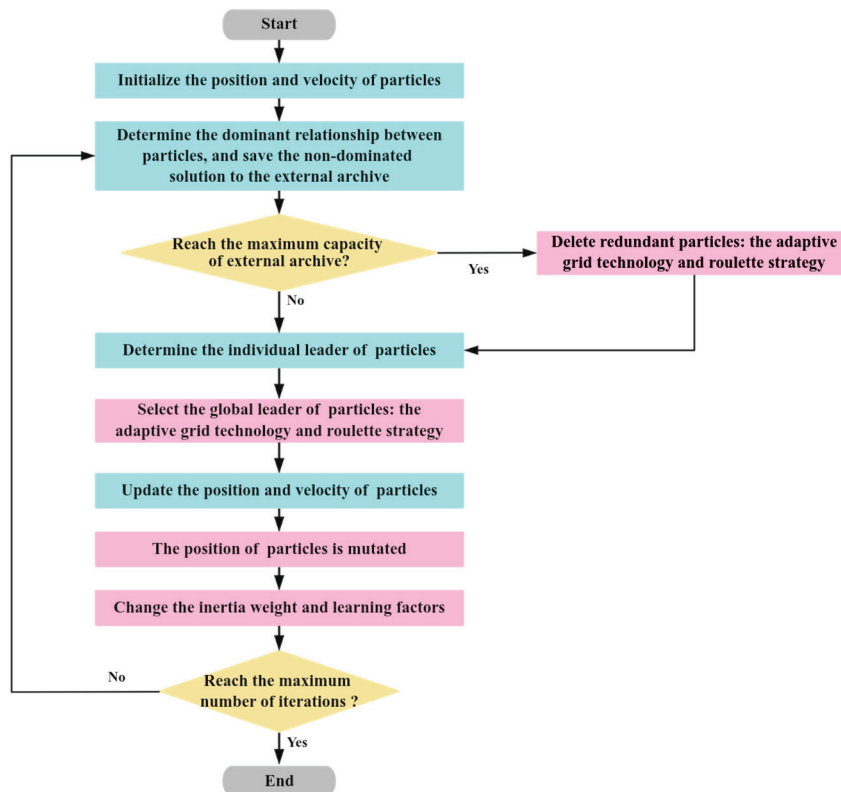 Start
Initialize the position and velocity of particles
Determine the dominant relationship between
particles, and save the non-dominated
solution to the external archive
Reach the maximum capacity
of external archive?
Yes
Delete redundant particles: the adaptive
grid technology and roulette strategy
No
Determine the individual leader of particles
Select the global leader of particles: the
adaptive grid technology and roulette strategy
Update the position and velocity of particles
The position of particles is mutated
Change the inertia weight and learning factors
Reach the maximum
number of iterations ?
No
Yes
End